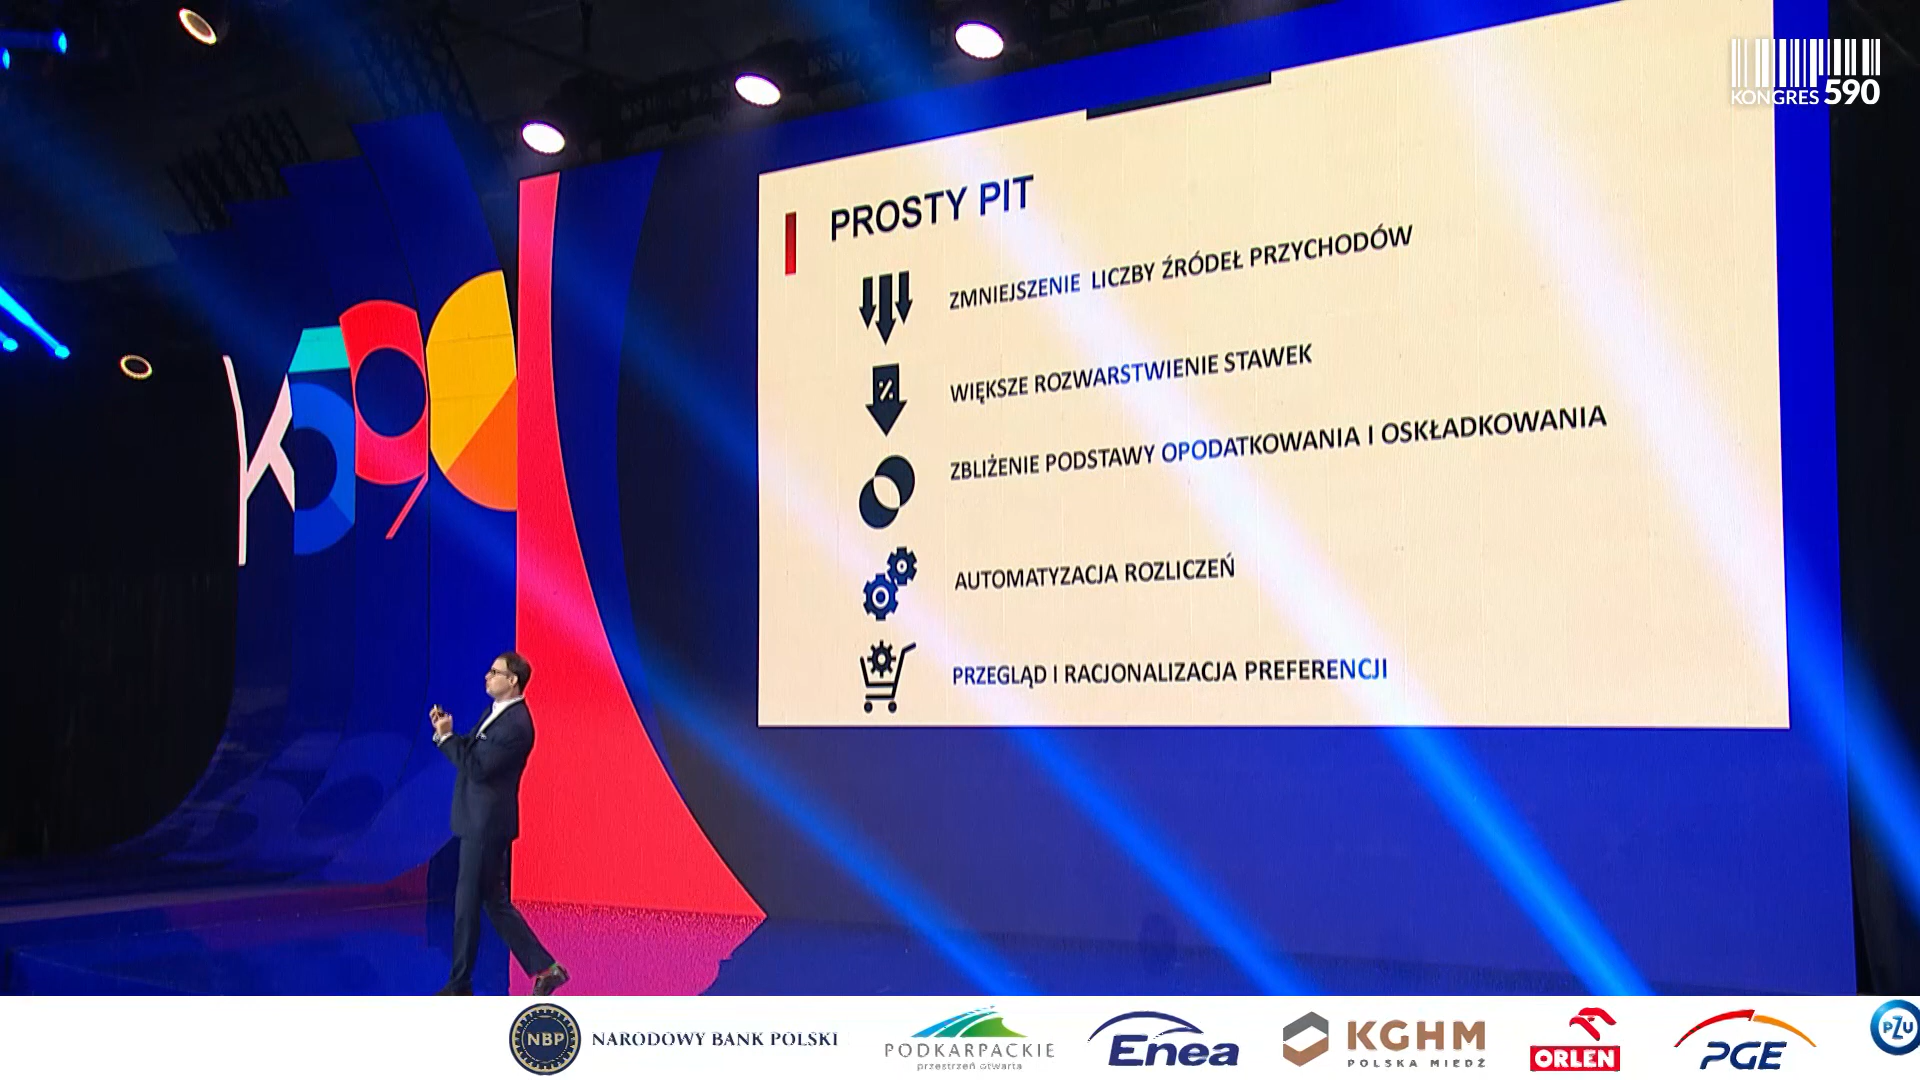 KONGRES 590
PROSTY PIT
ZMNIEJSZENIE LICZBY ŹRÓDEŁ PRZYCHODÓW
WIĘKSZE ROZWARSTWIENIE STAWEK
ZBLIŻENIE PODSTAWY OPODATKOWANIA I OSKŁADKOWANIA
AUTOMATYZACJA ROZLICZEŃ
PRZEGLĄD I RACJONALIZACJA PREFERENCJI
K590
NBP NARODOWY BANK POLSKI
PODKARPACKIE
przestrzeń otwarta
Enea
KGHM
POLSKA MIEDŹ
ORLEN
PGE
PZU